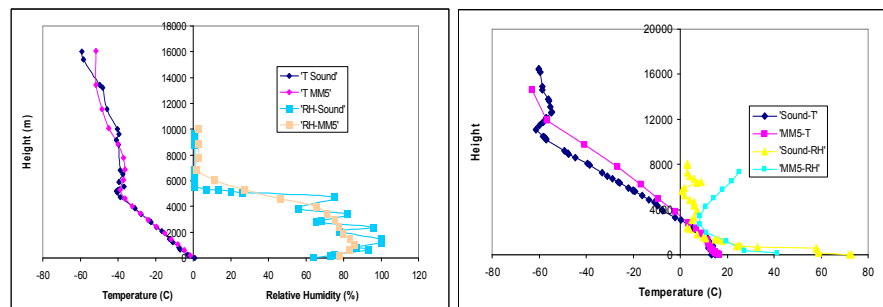 18000
16000
14000
12000
10000
8000
6000
4000
2000
0
Height (m)
-80 -60 -40 -20 0 20 40 60 80 100 120
Temperature (C) Relative Humidity (%)
'T Sound'
'T MM5'
'RH-Sound'
'RH-MM5'
20000
16000
12000
8000
4000
0
Height
-80 -60 -40 -20 0 20 40 60 80
Temperature (C)
'Sound-T'
'MM5-T
'Sound-RH'
'MM5-RH'